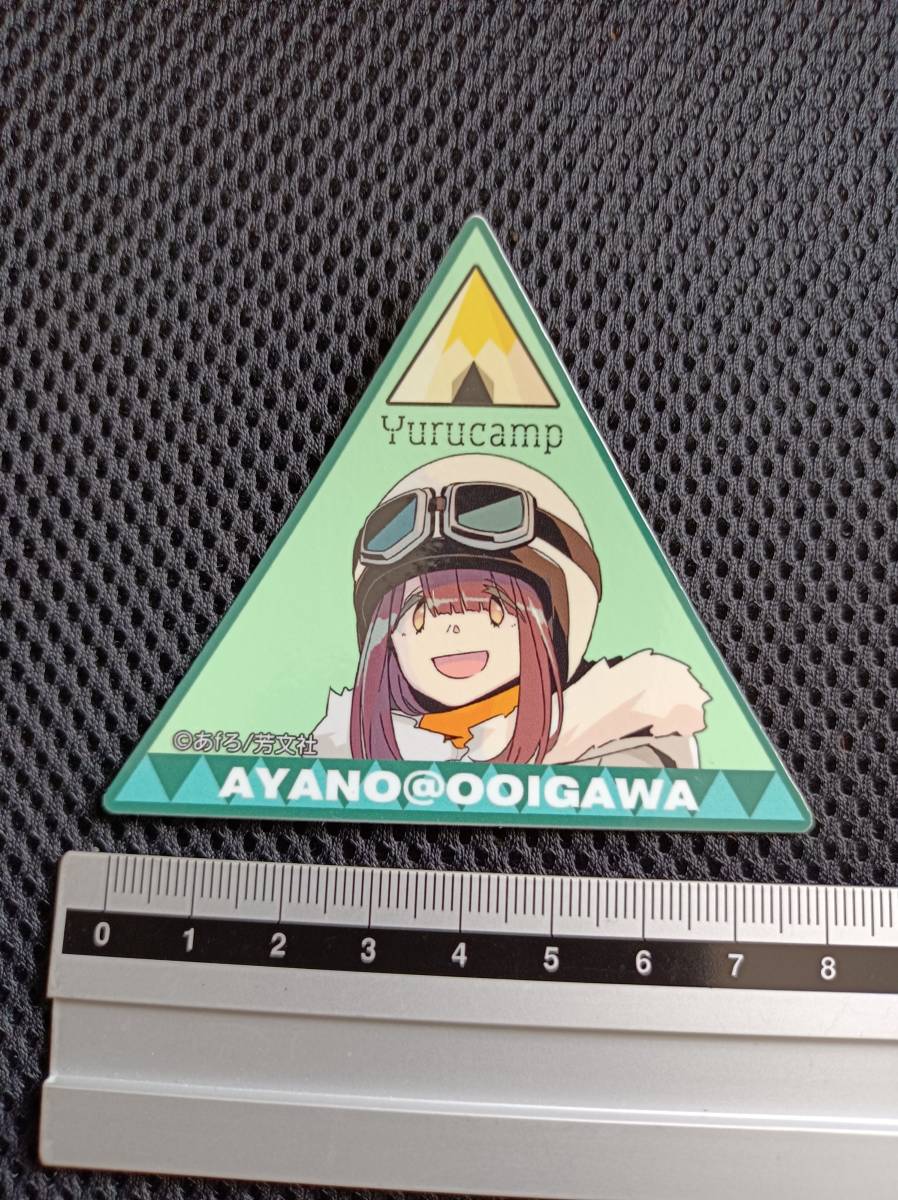 Yurucamp
©あfろ/芳文社
AYANO@OOIGAWA
0 1 2 3 4 5 6 7 8